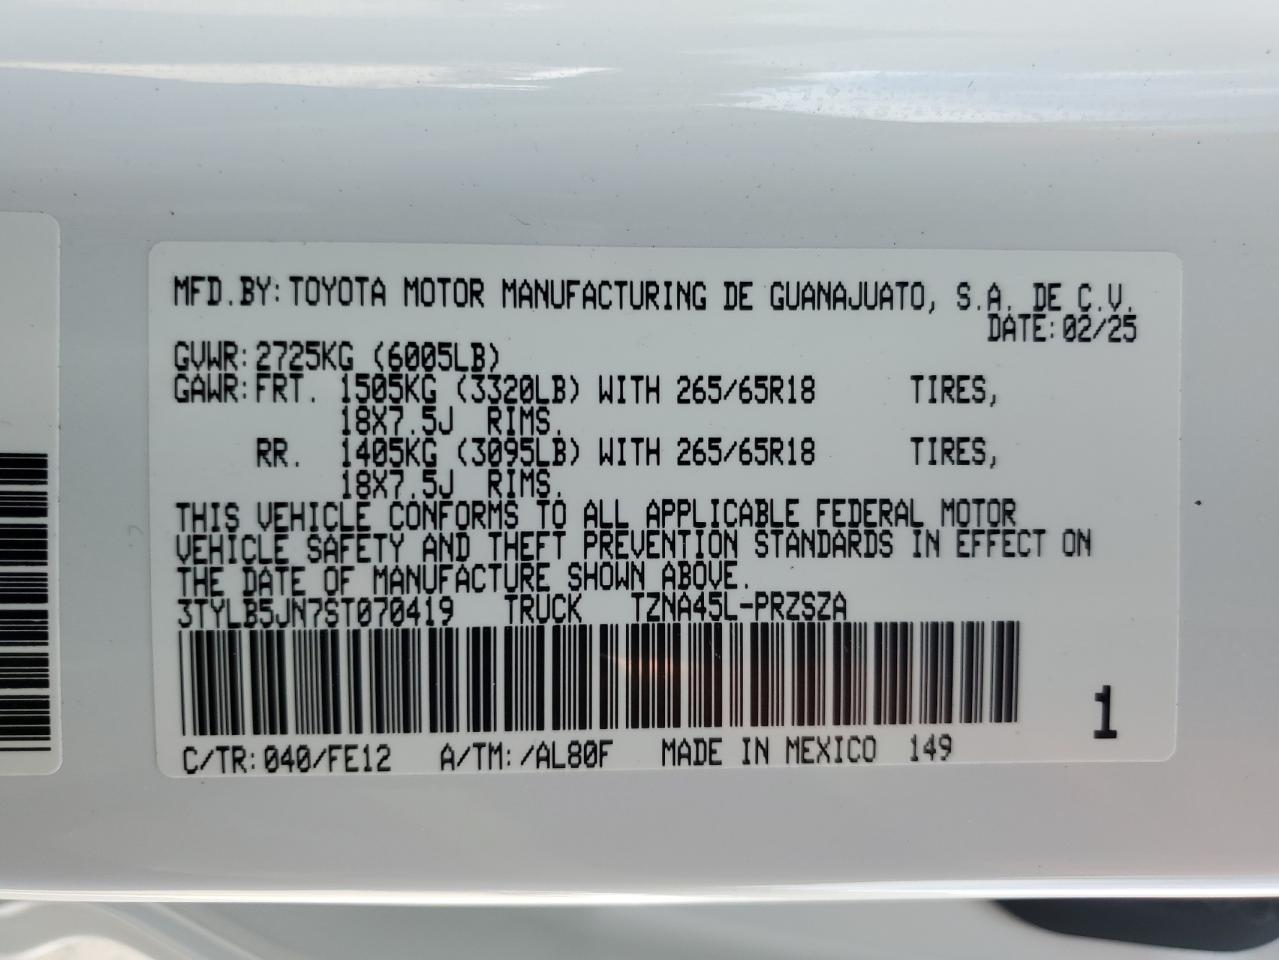 MFD.BY:TOYOTA MOTOR MANUFACTURING DE GUANAJUATO, S.A. DE C.V.
DATE:02/25
GVWR:2725KG (6005LB)
GAWR:FRT. 1505KG (3320LB) WITH 265/65R18 TIRES,
18X7.5J RIMS.
RR. 1405KG (3095LB) WITH 265/65R18 TIRES,
18X7.5J RIMS.
THIS VEHICLE CONFORMS TO ALL APPLICABLE FEDERAL MOTOR
VEHICLE SAFETY AND THEFT PREVENTION STANDARDS IN EFFECT ON
THE DATE OF MANUFACTURE SHOWN ABOVE.
3TYLB5JN7ST070419 TRUCK TZNA45L-PRZSZA
1
C/TR:040/FE12 A/TM:/AL80F MADE IN MEXICO 149